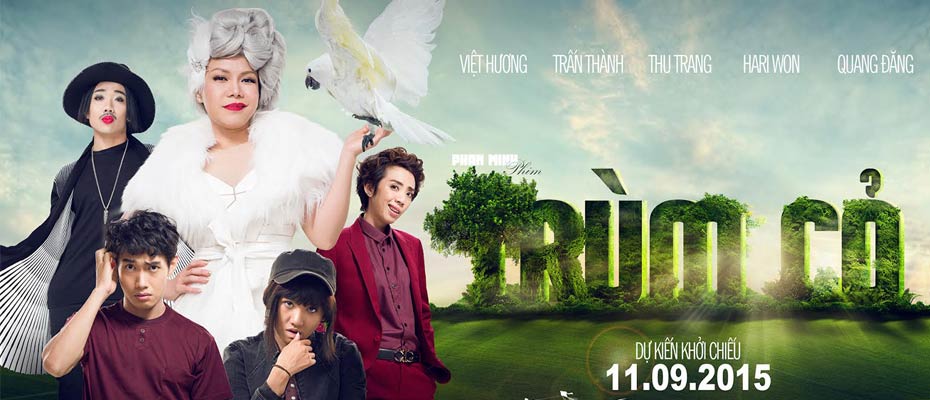 VIỆT HƯƠNG TRẤN THÀNH THU TRANG HARI WON QUANG ĐĂNG
PHAN MINH
Phim
TRÙM CỎ
DỰ KIẾN KHỞI CHIẾU
11.09.2015